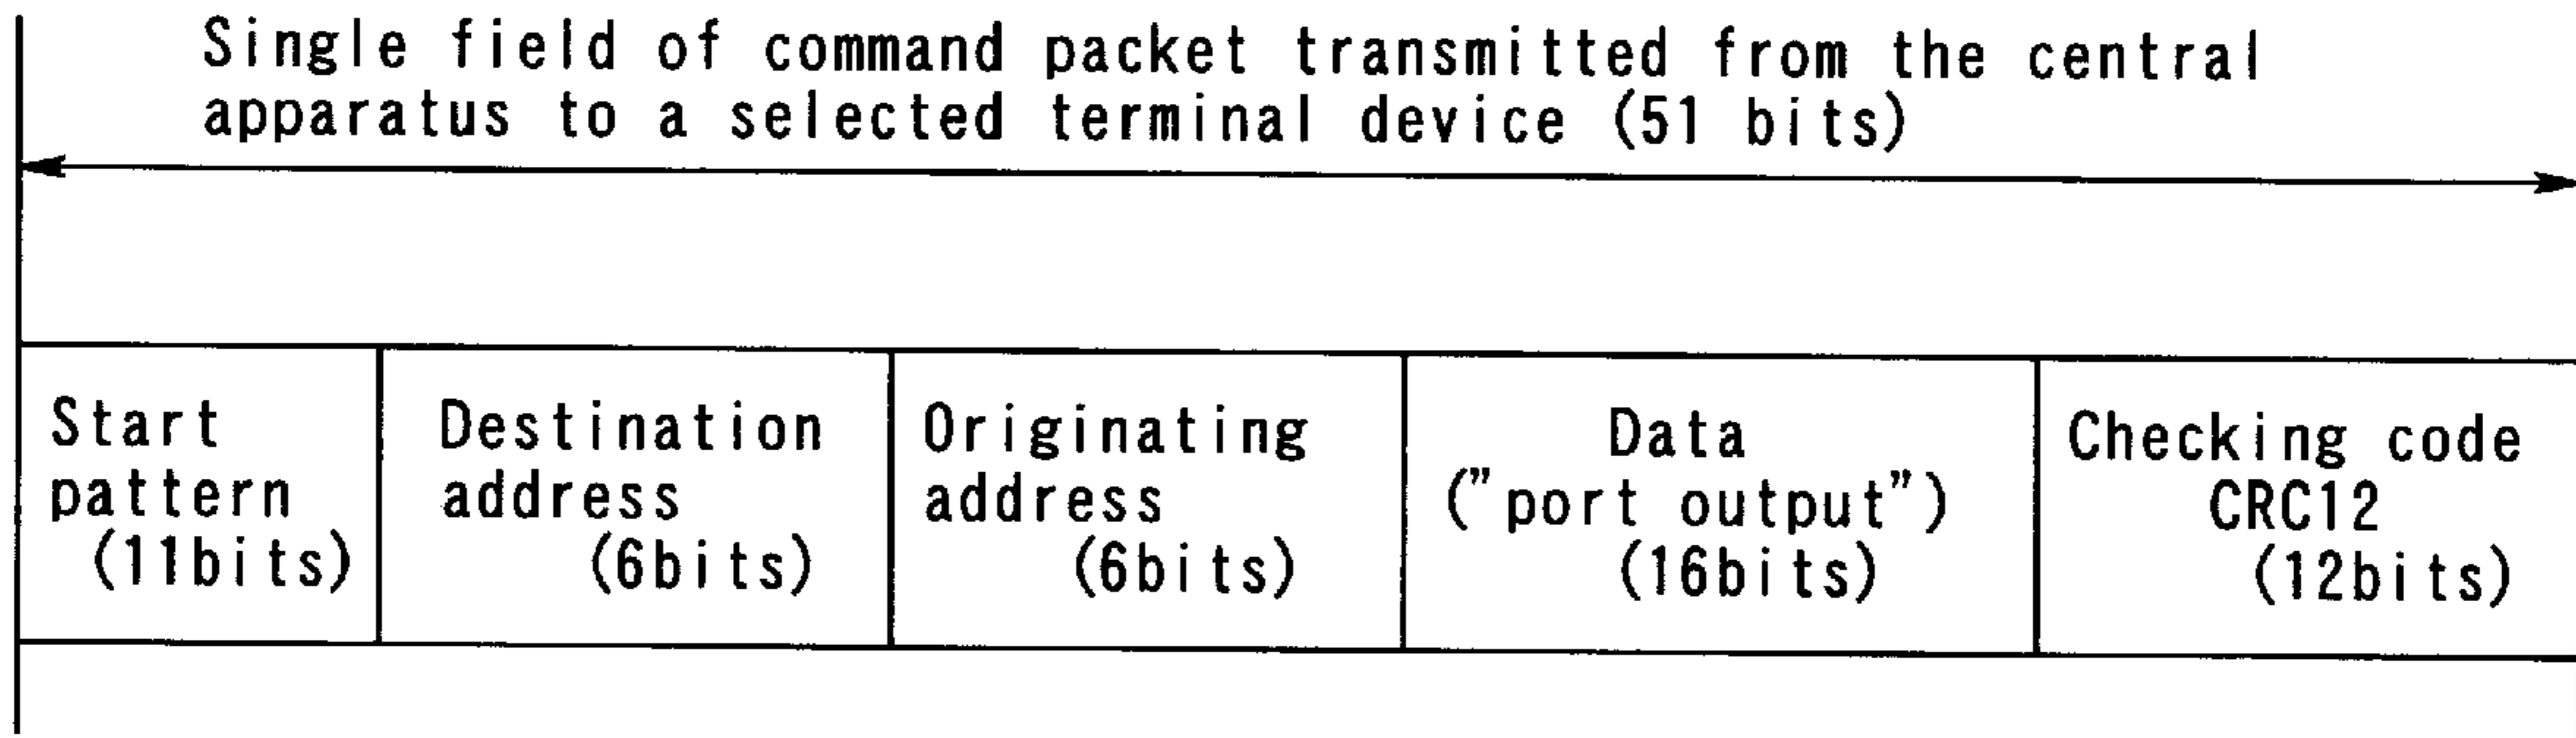 Single field of command packet transmitted from the central
apparatus to a selected terminal device (51 bits)
Start
pattern
(11bits)
Destination
address
(6bits)
Originating
address
(6bits)
Data
("port output")
(16bits)
Checking code
CRC12
(12bits)